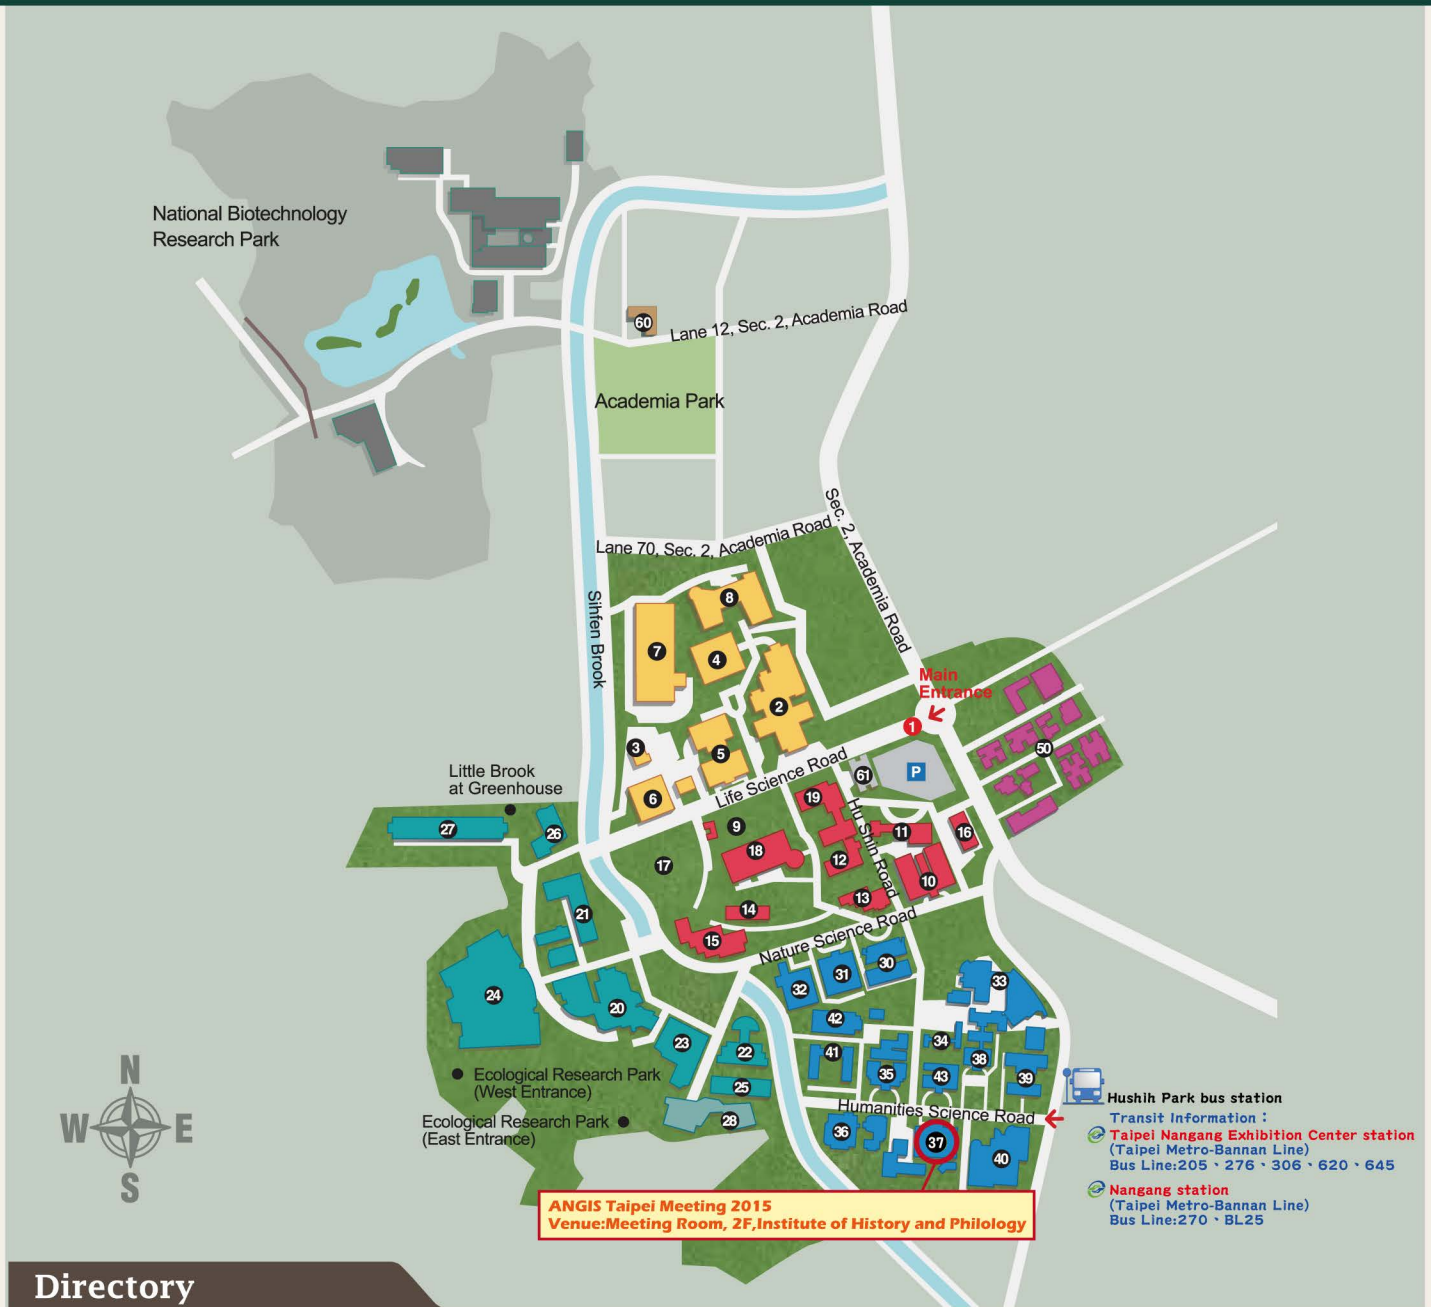 National Biotechnology
Research Park
60
Lane 12, Sec. 2, Academia Road
Academia Park
Sec. 2, Academia Road
Lane 70, Sec. 2, Academia Road
Sihfen Brook
8
7
4
2
Main
Entrance
1
3
5
50
61
P
Little Brook
at Greenhouse
Life Science Road
6
19
Hu Shih Road
27
26
9
11
16
18
12
17
10
13
21
14
15
Nature Science Road
30
31
32
33
24
20
42
34
23
22
41
38
35
43
39
25
Ecological Research Park
(West Entrance)
Ecological Research Park
(East Entrance)
28
Humanities Science Road
36
37
40
N
W
E
S
Hushih Park bus station
Transit Information：
Taipei Nangang Exhibition Center station
(Taipei Metro-Bannan Line)
Bus Line:205、276、306、620、645
Nangang station
(Taipei Metro-Bannan Line)
Bus Line:270、BL25
ANGIS Taipei Meeting 2015
Venue:Meeting Room, 2F,Institute of History and Philology
Directory